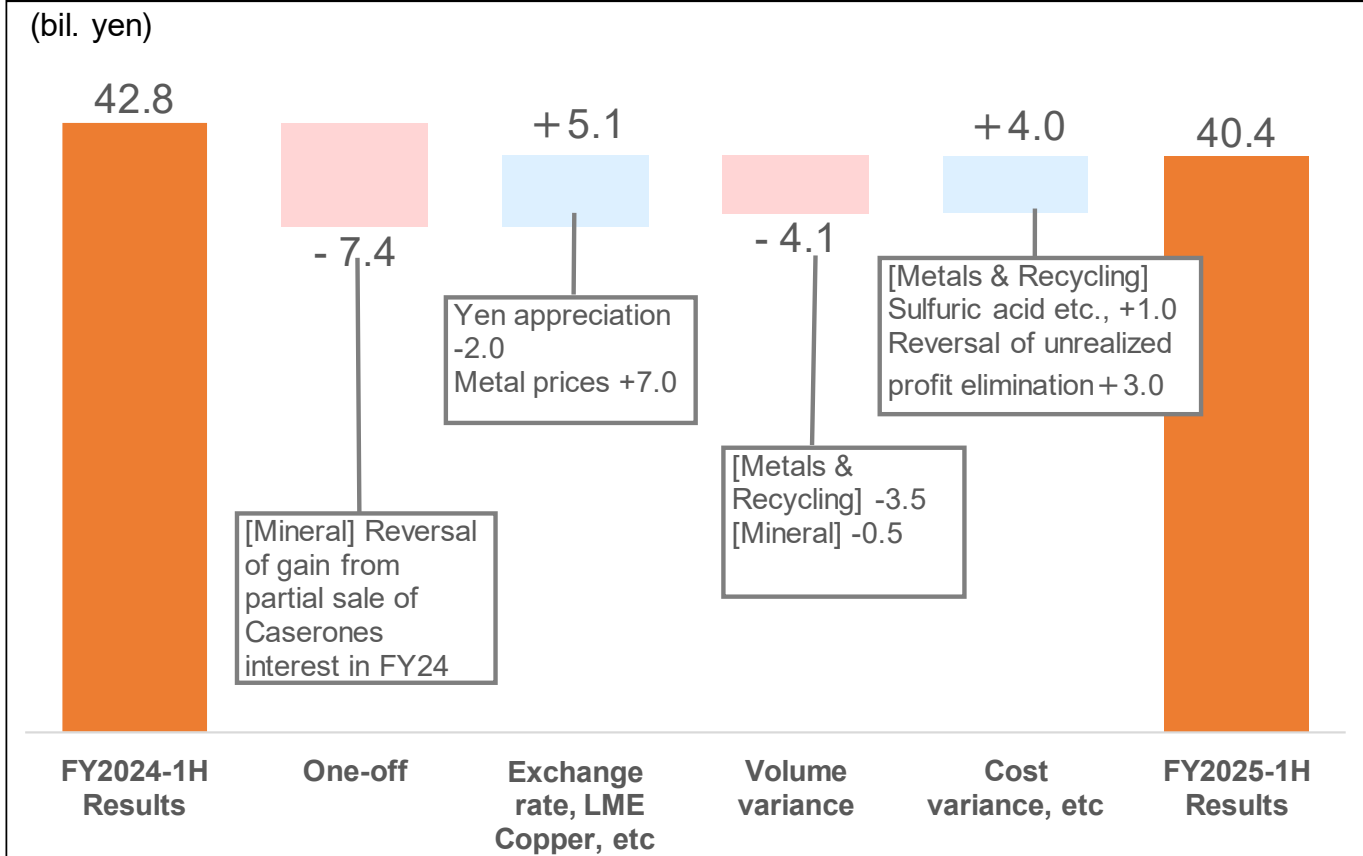 (bil. yen)
42.8
- 7.4
+5.1
- 4.1
+4.0
40.4
[Mineral] Reversal
of gain from
partial sale of
Caserones
interest in FY24
Yen appreciation
-2.0
Metal prices +7.0
[Metals &
Recycling] -3.5
[Mineral] -0.5
[Metals & Recycling]
Sulfuric acid etc., +1.0
Reversal of unrealized
profit elimination+3.0
FY2024-1H
Results
One-off
Exchange
rate, LME
Copper, etc
Volume
variance
Cost
variance, etc
FY2025-1H
Results